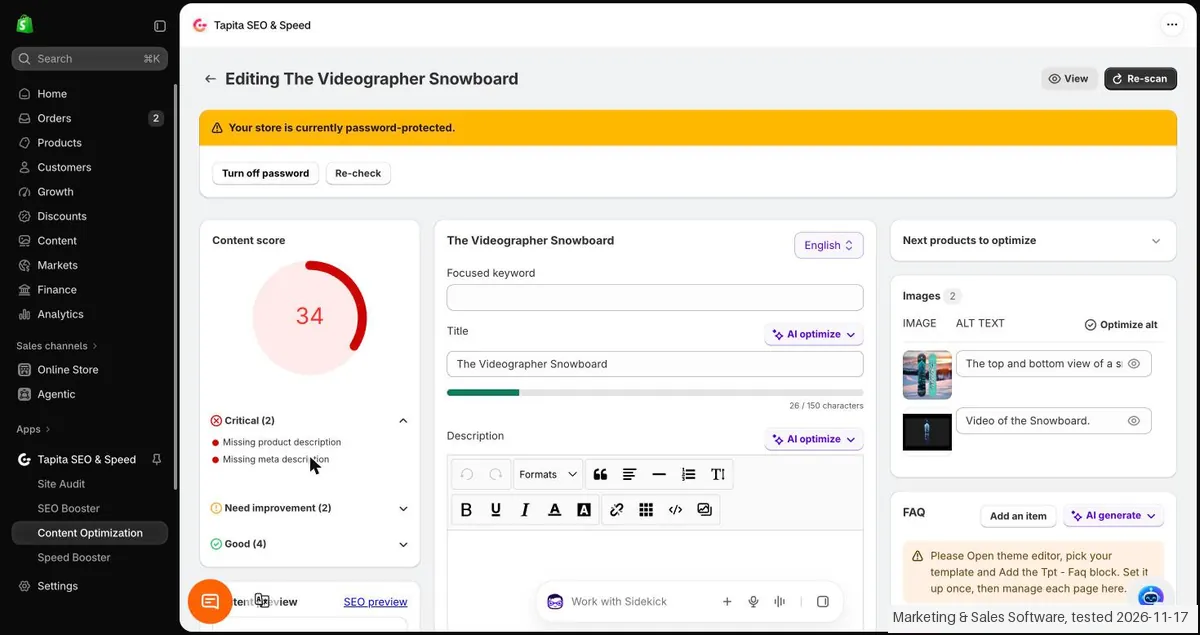 Search
⌘K
Home
Orders
2
Products
Customers
Growth
Discounts
Content
Markets
Finance
Analytics
Sales channels
Online Store
Agentic
Apps
Tapita SEO & Speed
Site Audit
SEO Booster
Content Optimization
Speed Booster
Settings
Tapita SEO & Speed
Editing The Videographer Snowboard
View
Re-scan
Your store is currently password-protected.
Turn off password
Re-check
Content score
34
Critical (2)
Missing product description
Missing meta description
Need improvement (2)
Good (4)
SEO preview
The Videographer Snowboard
English
Focused keyword
Title
AI optimize
The Videographer Snowboard
26 / 150 characters
Description
AI optimize
Formats
Work with Sidekick
Next products to optimize
Images 2
IMAGE
ALT TEXT
Optimize alt
The top and bottom view of a s
Video of the Snowboard.
FAQ
Add an item
AI generate
Please Open theme editor, pick your
template and Add the Tpt - Faq block. Set it
up once, then manage each page here.
Marketing & Sales Software, tested 2026-11-17